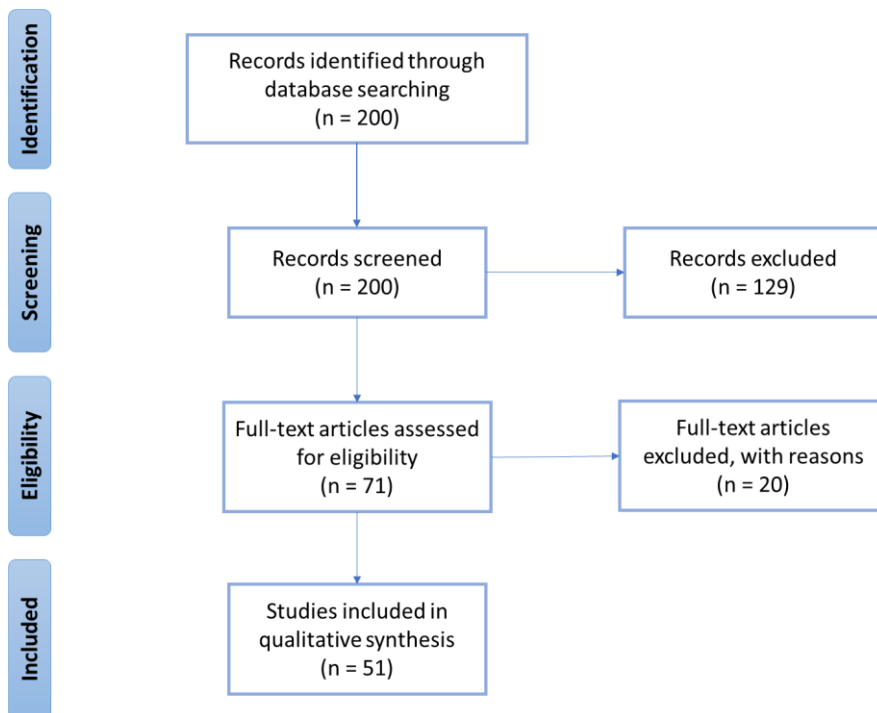 Identification
Records identified through
database searching
(n = 200)
Screening
Records screened
(n = 200)
Records excluded
(n = 129)
Eligibility
Full-text articles assessed
for eligibility
(n = 71)
Full-text articles
excluded, with reasons
(n = 20)
Included
Studies included in
qualitative synthesis
(n = 51)